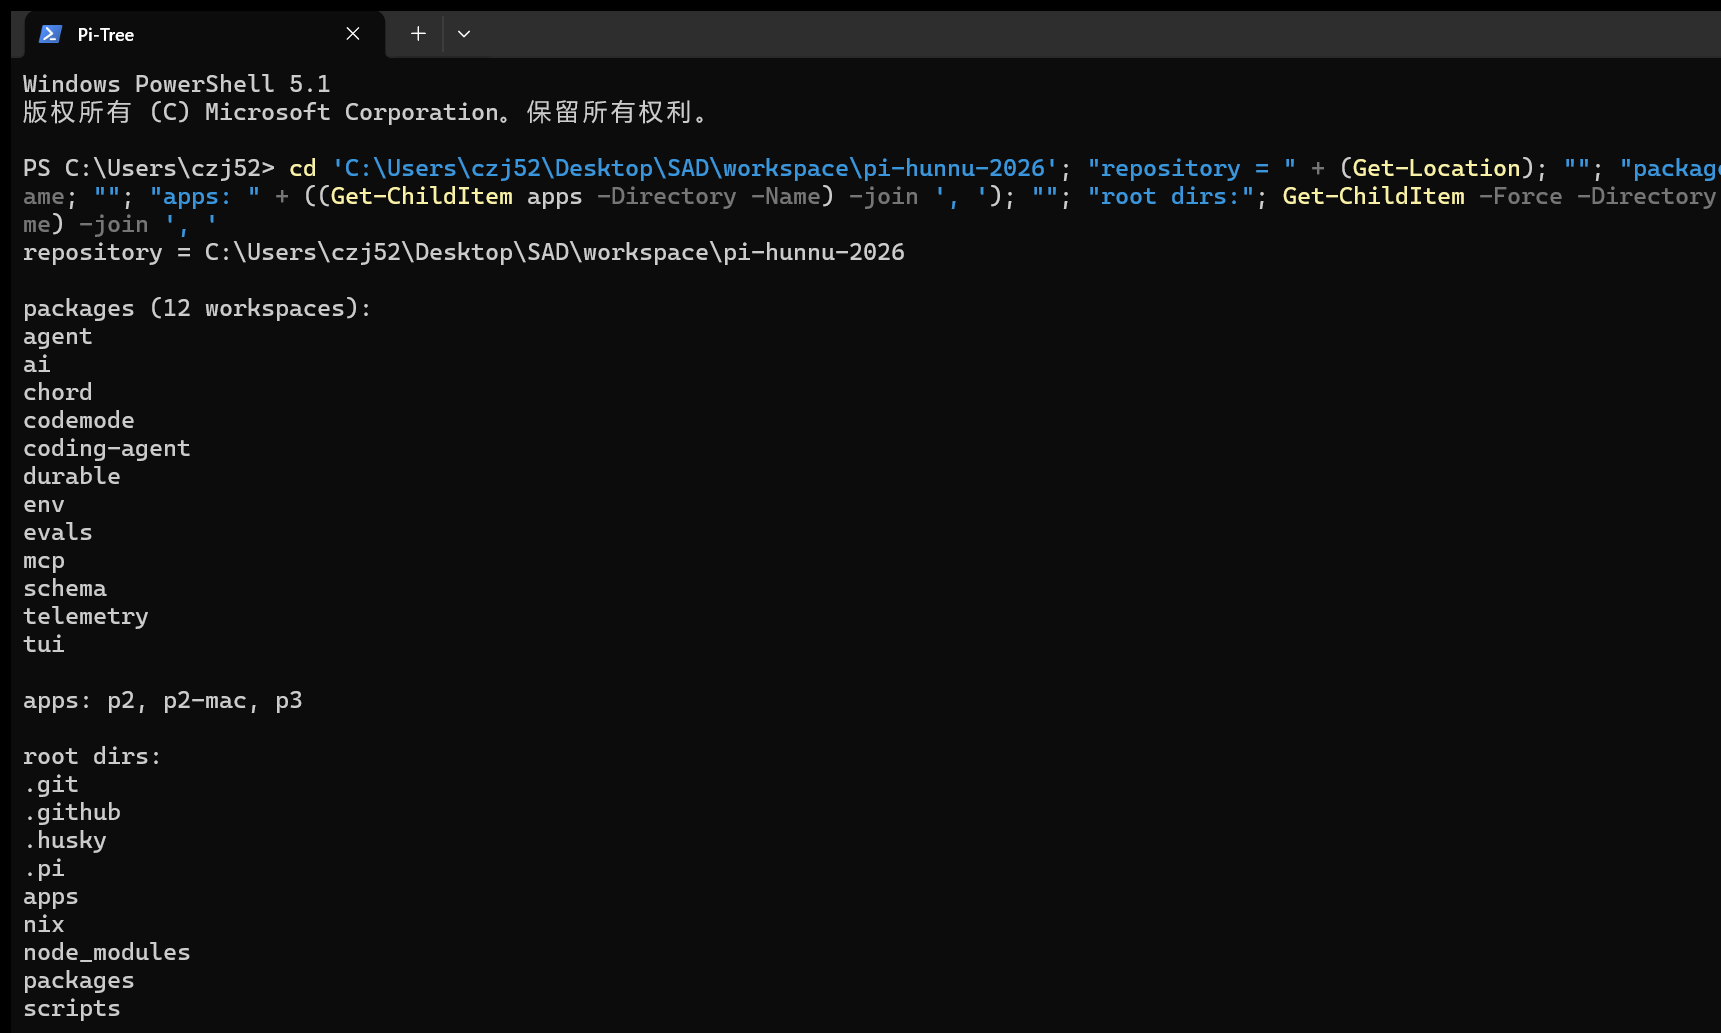 Pi-Tree
Windows PowerShell 5.1
版权所有 (C) Microsoft Corporation。保留所有权利。
PS C:\Users\czj52> cd 'C:\Users\czj52\Desktop\SAD\workspace\pi-hunnu-2026'; "repository = " + (Get-Location); ""; "package
ame; ""; "apps: " + ((Get-ChildItem apps -Directory -Name) -join ', '); ""; "root dirs:"; Get-ChildItem -Force -Directory
me) -join ', '
repository = C:\Users\czj52\Desktop\SAD\workspace\pi-hunnu-2026
packages (12 workspaces):
agent
ai
chord
codemode
coding-agent
durable
env
evals
mcp
schema
telemetry
tui
apps: p2, p2-mac, p3
root dirs:
.git
.github
.husky
.pi
apps
nix
node_modules
packages
scripts